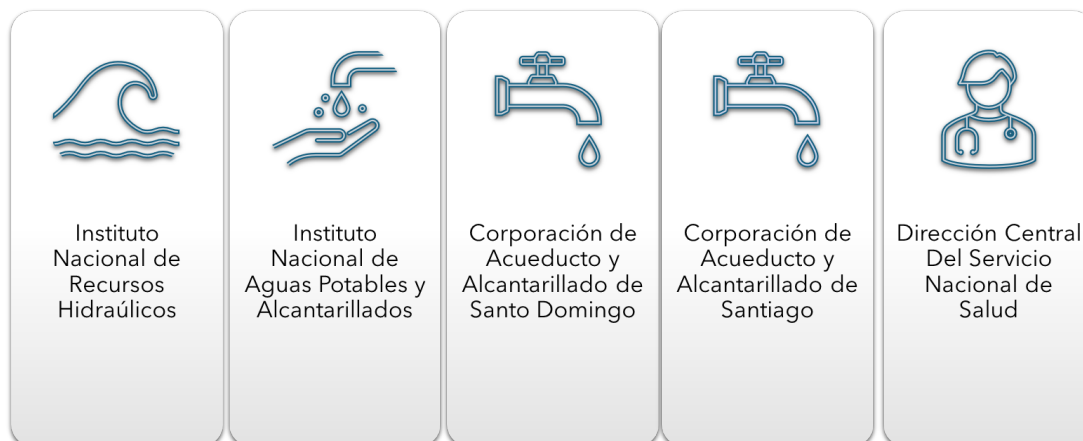 Instituto
Nacional de
Recursos
Hidraúlicos
Instituto
Nacional de
Aguas Potables y
Alcantarillados
Corporación de
Acueducto y
Alcantarillado de
Santo Domingo
Corporación de
Acueducto y
Alcantarillado de
Santiago
Dirección Central
Del Servicio
Nacional de
Salud